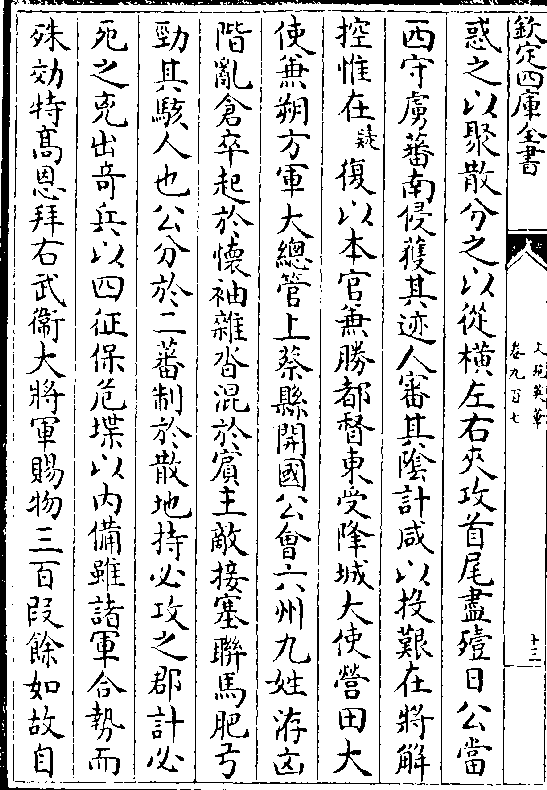 欽定四庫全書
文苑英華
卷九百七
十三
惑之以聚散分之以從横左右夾攻首尾盡殪日公當
西守虜蕃南侵獲其迹人審其陰計咸以投艱在將解
控惟在疑復以本官兼勝都督東受降城大使營田大
使兼朔方軍大總管上蔡縣開國公會六州九姓洊凶
階亂倉卒起於懷袖雜沓混於賓主敵接塞聯馬肥弓
勁其駭人也公分於二蕃制於散地持必攻之郡計必
死之寇出奇兵以四征保危堞以内備雖諸軍合勢而
殊効特高恩拜右武衛大將軍賜物三百段餘如故自